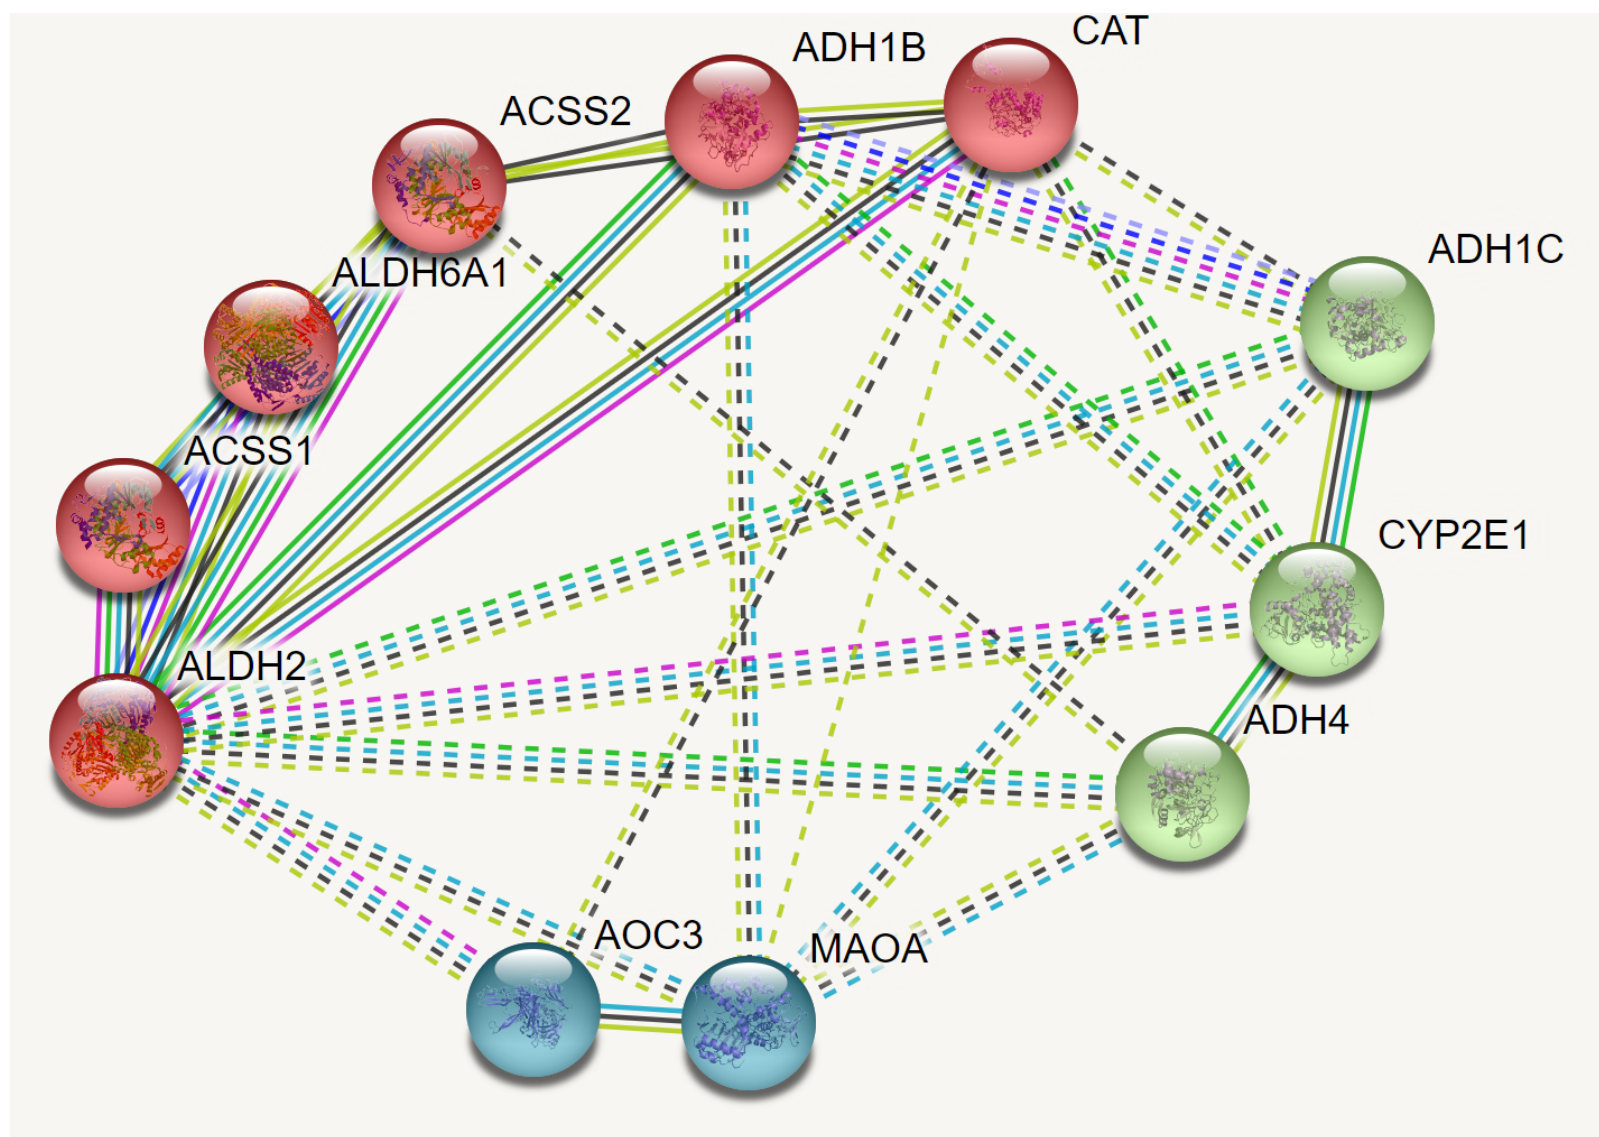 CAT
ADH1B
ACSS2
ADH1C
ALDH6A1
ACSS1
CYP2E1
ALDH2
ADH4
AOC3
MAOA